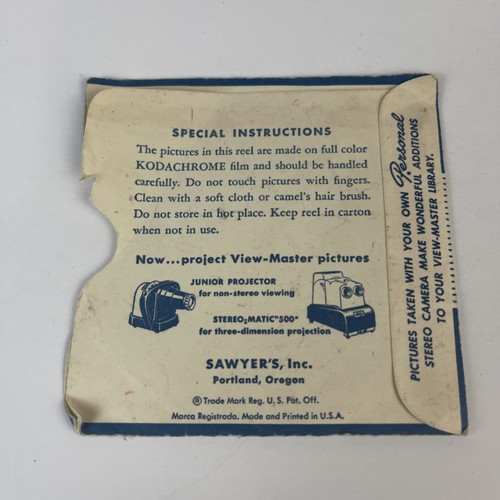 SPECIAL INSTRUCTIONS
The pictures in this reel are made on full color
KODACHROME film and should be handled
carefully. Do not touch pictures with fingers.
Clean with a soft cloth or camel's hair brush.
Do not store in hot place. Keep reel in carton
when not in use.
Now...project View-Master pictures
JUNIOR PROJECTOR
for non-stereo viewing
STEREO-MATIC "500"
for three-dimension projection
SAWYER'S, Inc.
Portland, Oregon
® Trade Mark Reg. U. S. Pat. Off.
Marca Registrada. Made and Printed in U.S.A.
PICTURES TAKEN WITH YOUR OWN Personal
STEREO CAMERA MAKE WONDERFUL ADDITIONS
TO YOUR VIEW-MASTER LIBRARY.